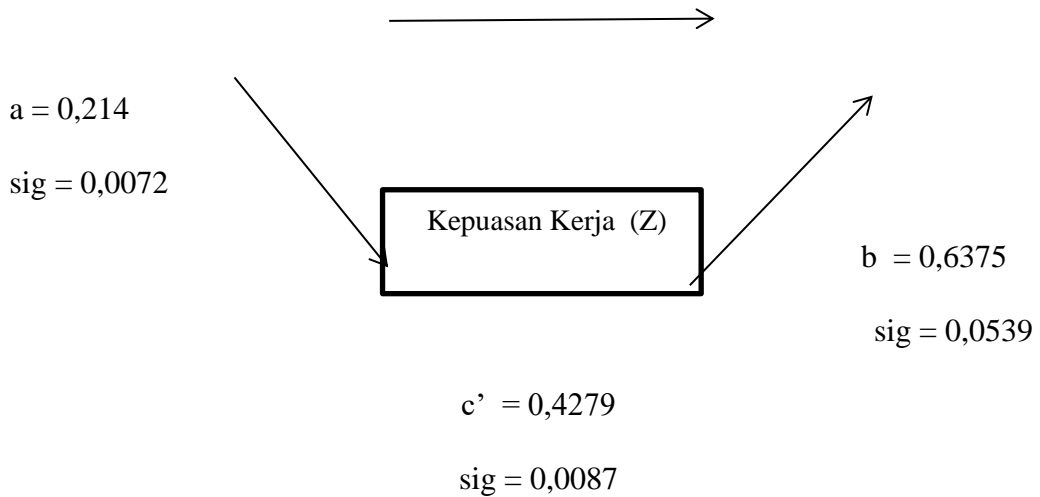 a = 0,214
sig = 0,0072
Kepuasan Kerja (Z)
b = 0,6375
sig = 0,0539
c’ = 0,4279
sig = 0,0087